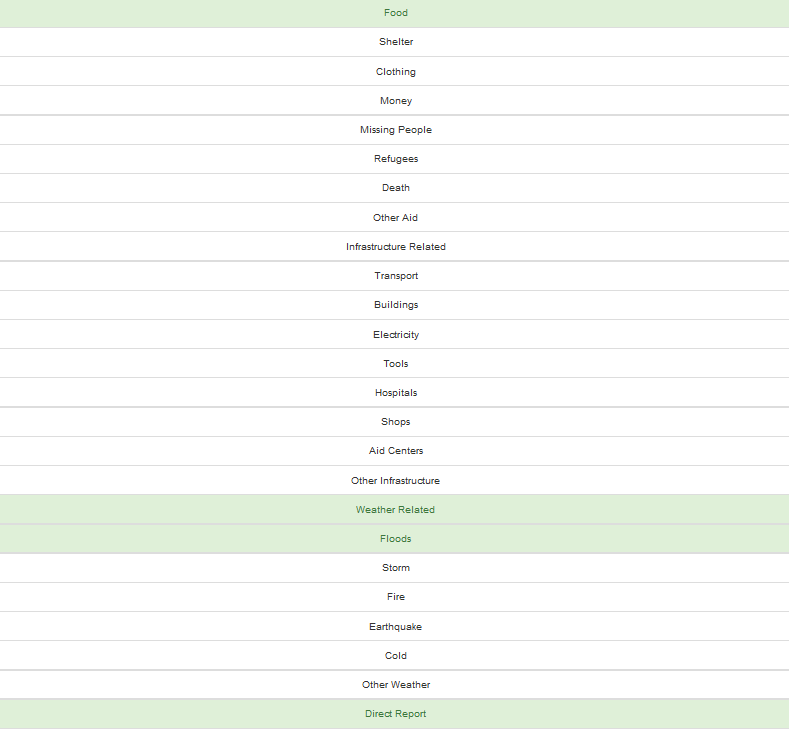 Food
Shelter
Clothing
Money
Missing People
Refugees
Death
Other Aid
Infrastructure Related
Transport
Buildings
Electricity
Tools
Hospitals
Shops
Aid Centers
Other Infrastructure
Weather Related
Floods
Storm
Fire
Earthquake
Cold
Other Weather
Direct Report